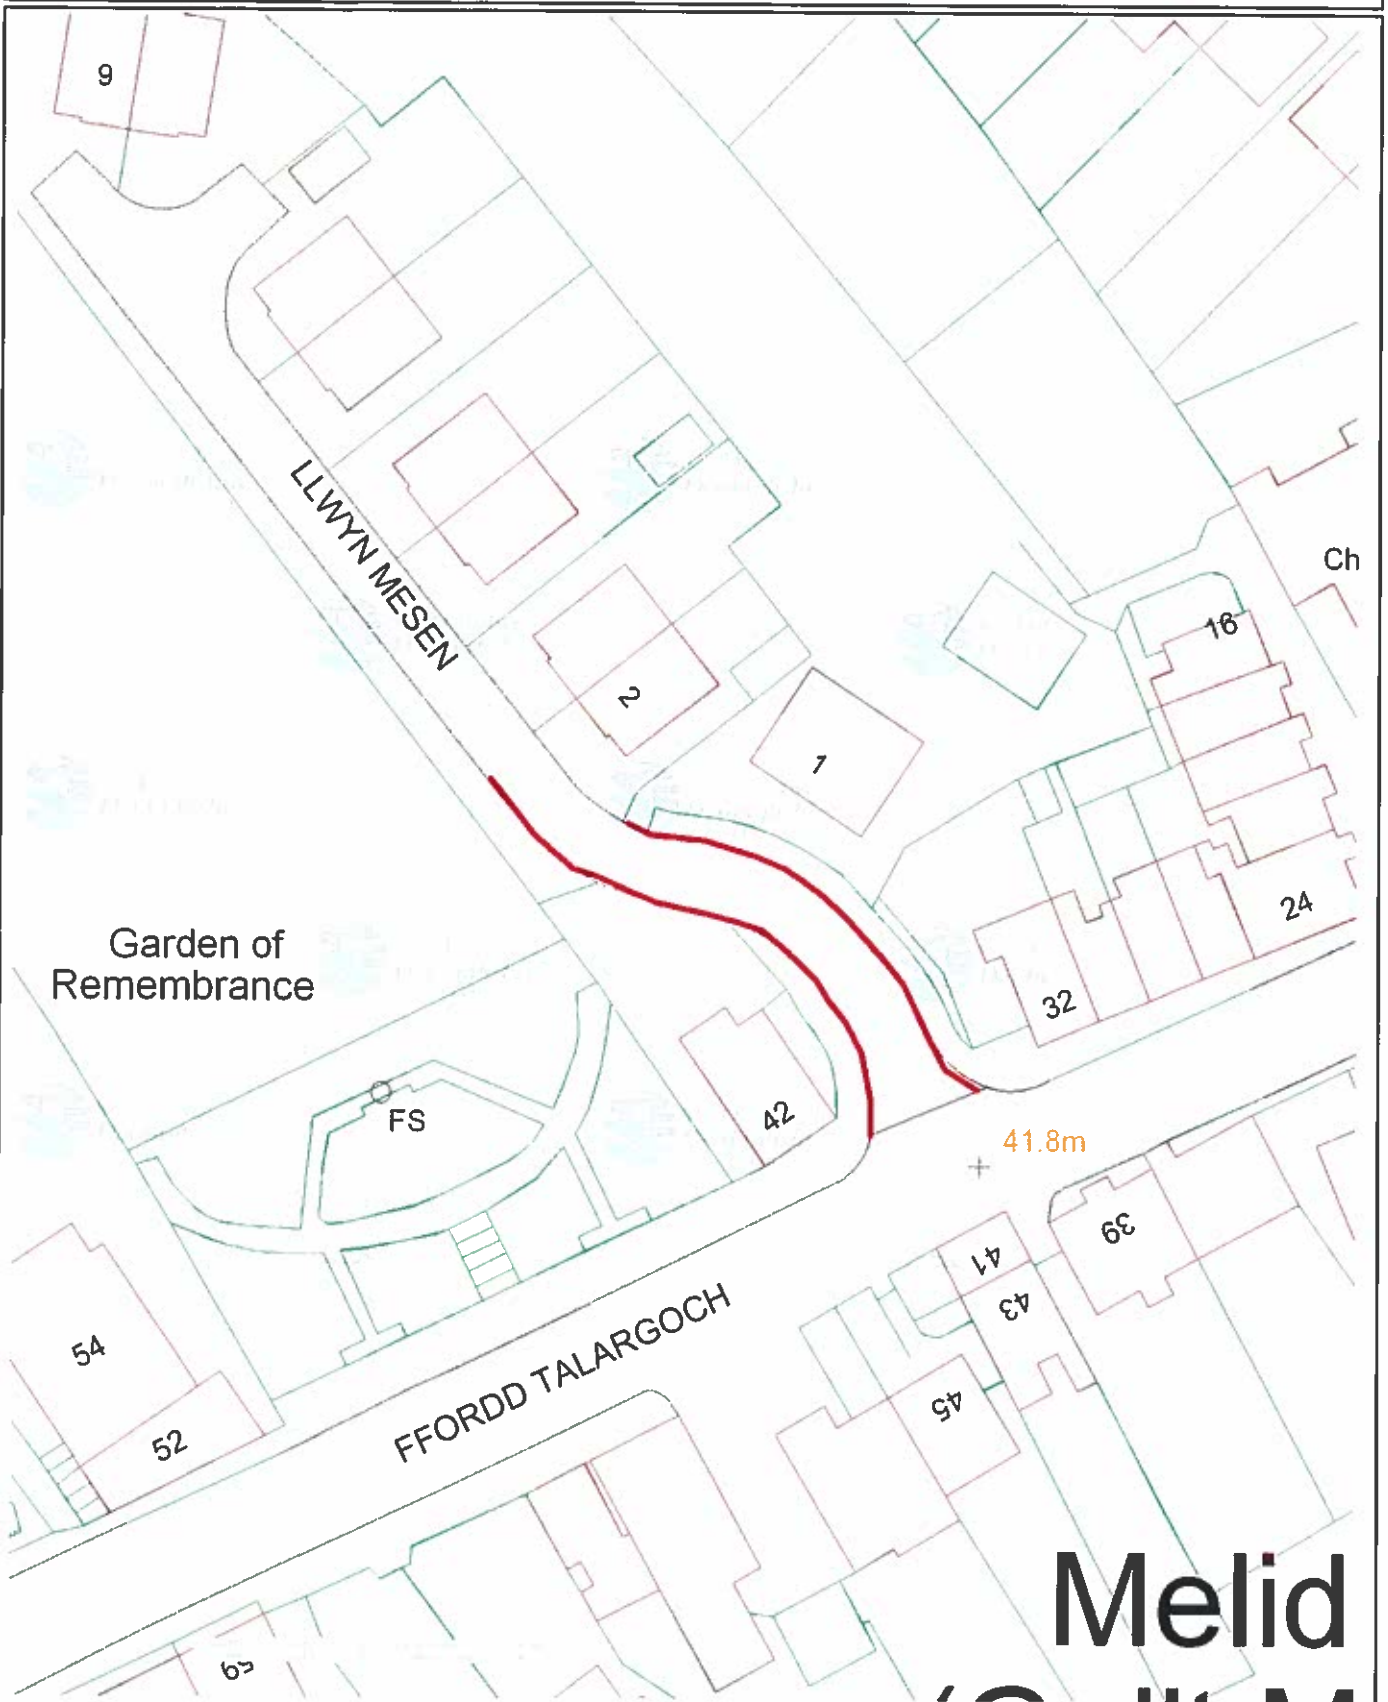 9
LLWYN MESEN
Ch
16
2
1
24
Garden of
Remembrance
32
FS
42
41.8m
39
41
43
54
FFORDD TALARGOCH
45
52
Melid